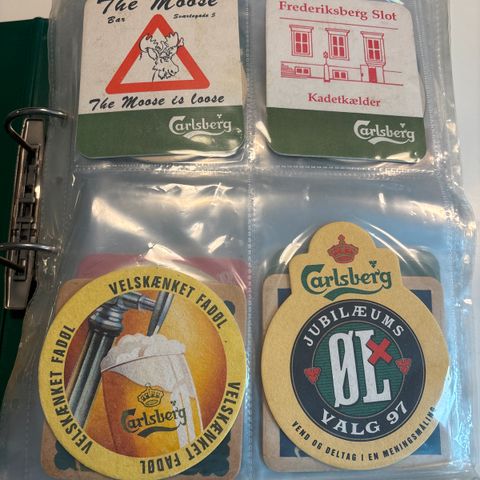 The Moose
Bar Sværtegade 5
The Moose is loose
Carlsberg
Frederiksberg Slot
Kadetkælder
Carlsberg
VELSKÆNKET FADØL
VELSKÆNKET FADØL
VELSKÆNKET FADØL
Carlsberg
Carlsberg
JUBILÆUMS
ØL
VALG 97
VEND OG DELTAG I EN MENINGSMÅLING